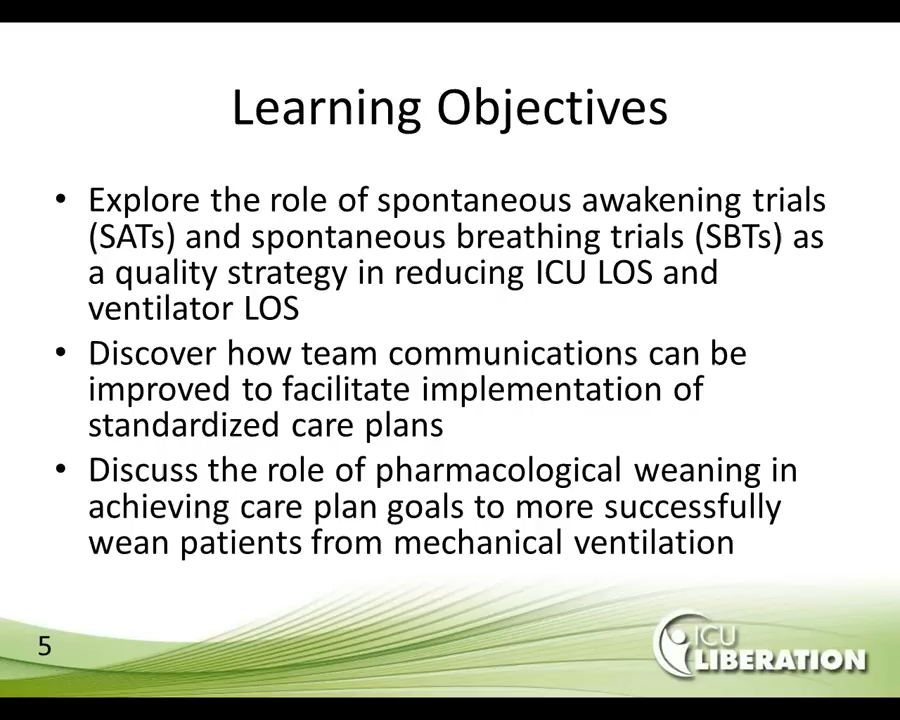 Learning Objectives
• Explore the role of spontaneous awakening trials
(SATs) and spontaneous breathing trials (SBTs) as
a quality strategy in reducing ICU LOS and
ventilator LOS
• Discover how team communications can be
improved to facilitate implementation of
standardized care plans
• Discuss the role of pharmacological weaning in
achieving care plan goals to more successfully
wean patients from mechanical ventilation
5
ICU
LIBERATION